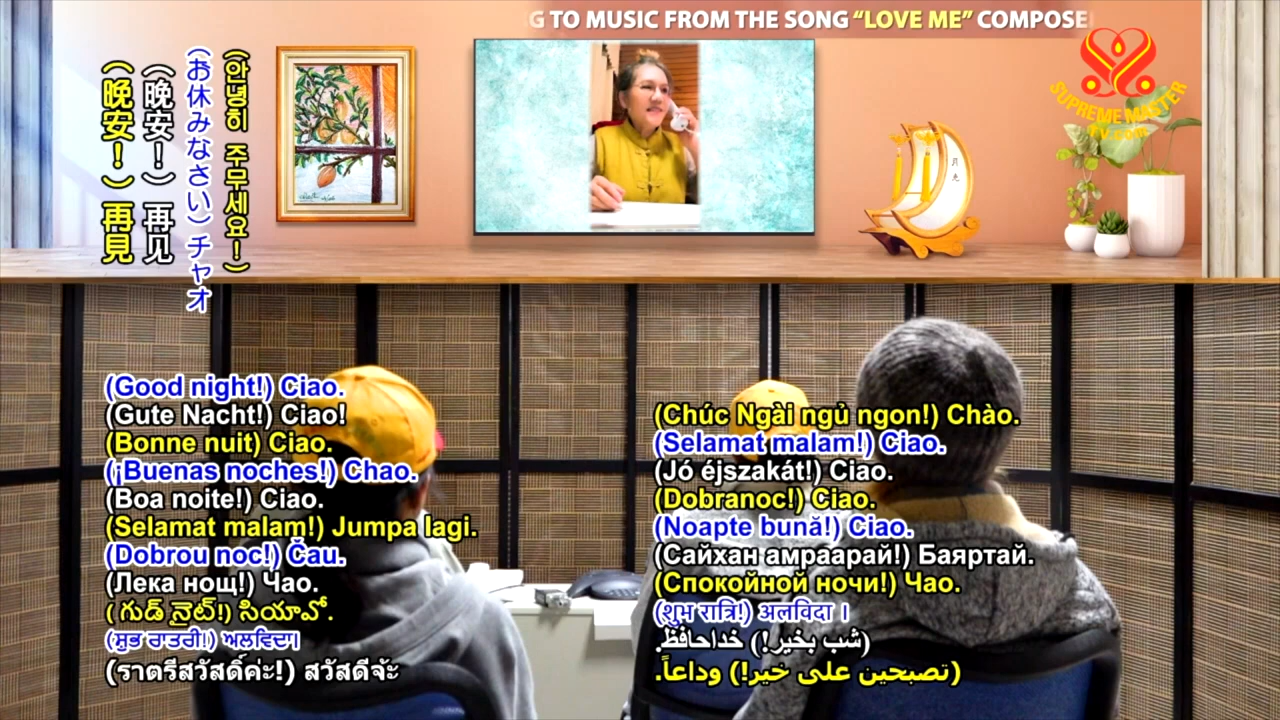 G TO MUSIC FROM THE SONG “LOVE ME” COMPOSE
SUPREME MASTER
TV.com
月
光
(안녕히 주무세요!)
(お休みなさい) チャオ
(晚安!) 再见
(晚安!) 再見
(Good night!) Ciao.
(Gute Nacht!) Ciao!
(Bonne nuit) Ciao.
(¡Buenas noches!) Chao.
(Boa noite!) Ciao.
(Selamat malam!) Jumpa lagi.
(Dobrou noc!) Čau.
(Лека нощ!) Чао.
( గుడ్ నైట్!) సియావో.
(ਸ਼ੁਭ ਰਾਤਰੀ!) ਅਲਵਿਦਾ।
(ราตรีสวัสดิ์ค่ะ!) สวัสดีจ้ะ
(Chúc Ngài ngủ ngon!) Chào.
(Selamat malam!) Ciao.
(Jó éjszakát!) Ciao.
(Dobranoc!) Ciao.
(Noapte bună!) Ciao.
(Сайхан амраарай!) Баяртай.
(Спокойной ночи!) Чао.
(शुभ रात्रि!) अलविदा ।
(شب بخیر!) خداحافظ.
(تصبحين على خير!) وداعاً.